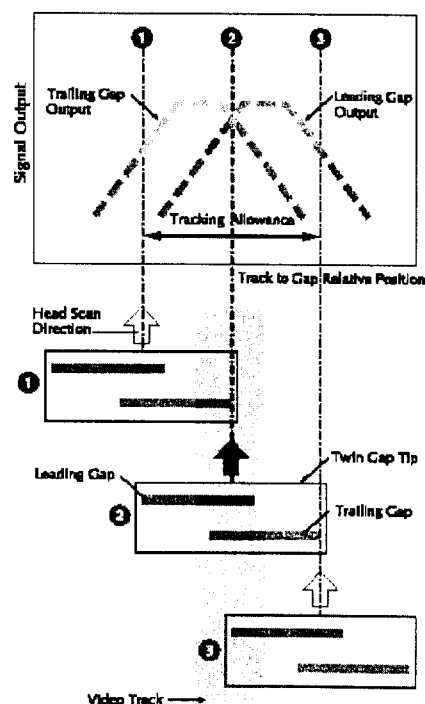 1 2 3
Trailing Gap Output
Leading Gap Output
Signal Output
Tracking Allowance
Track to Gap Relative Position
Head Scan Direction
1
Leading Gap
Twin Gap Tip
2
Trailing Gap
3
Video Track